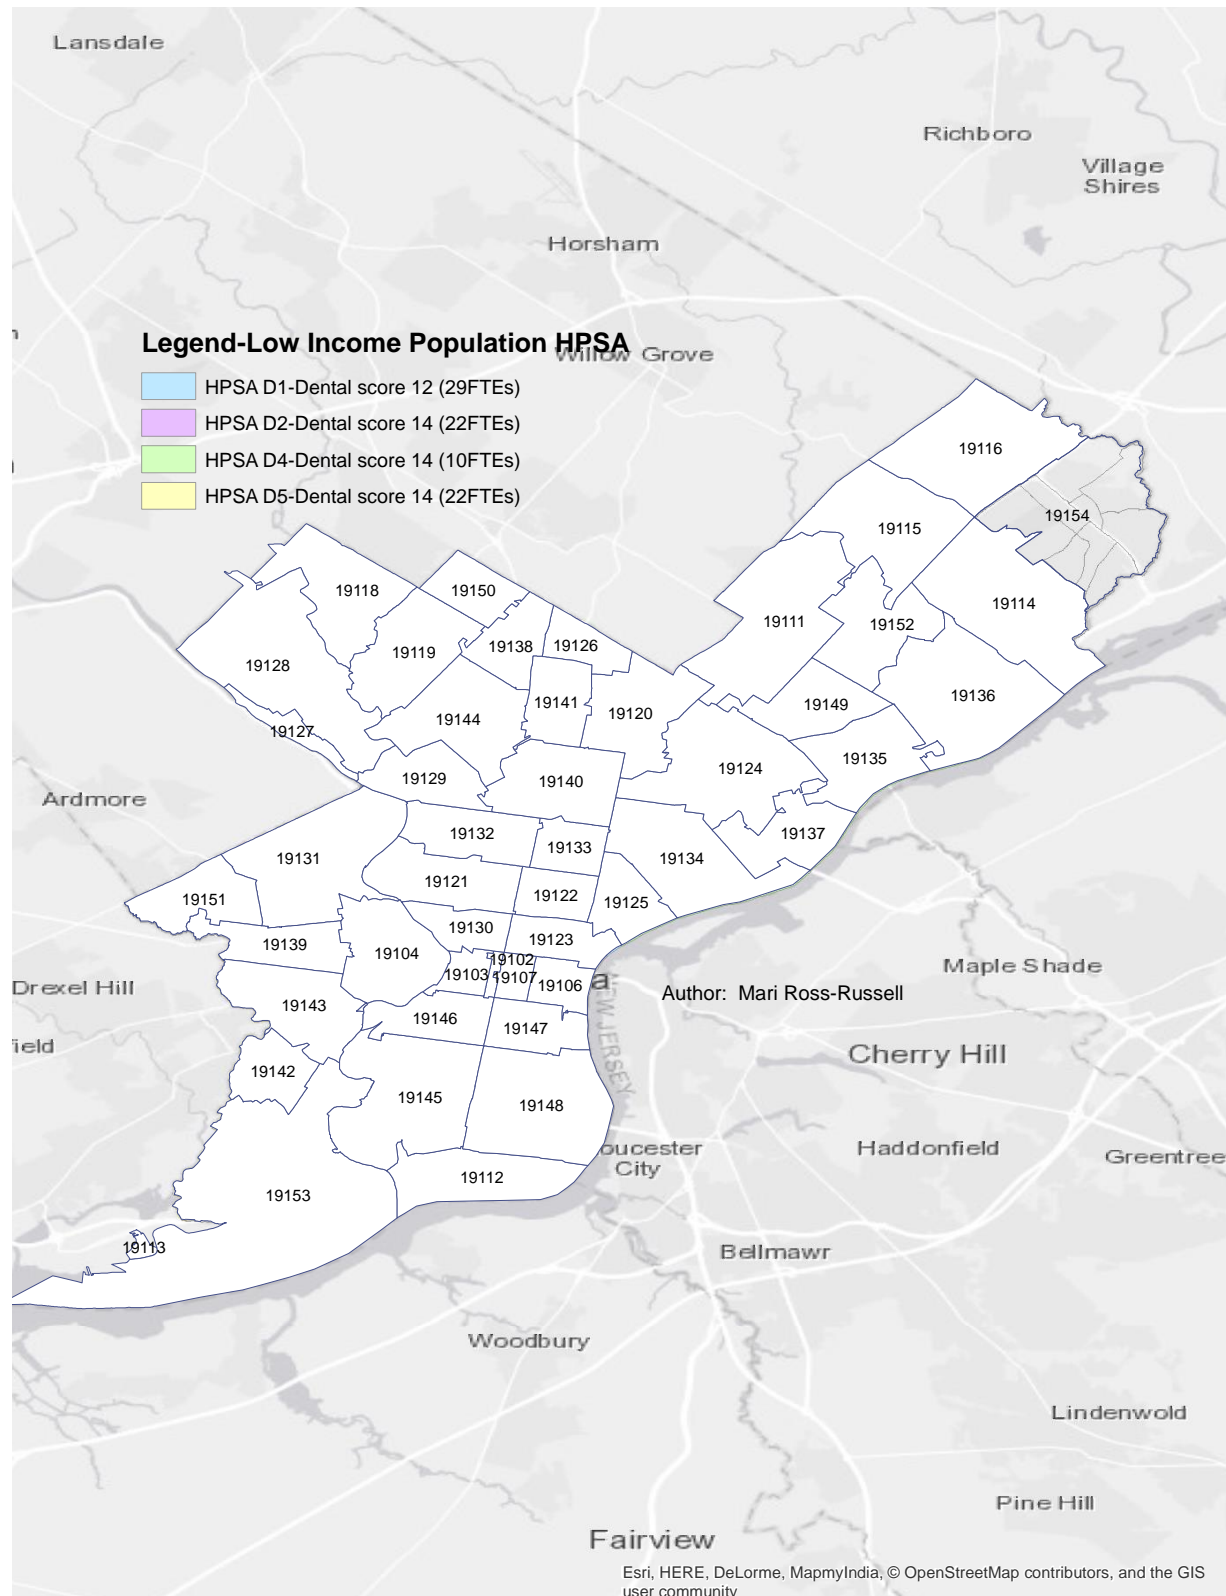 Lansdale
Richboro
Village
Shires
Horsham
Legend-Low Income Population HPSA
Willow Grove
HPSA D1-Dental score 12 (29FTEs)
HPSA D2-Dental score 14 (22FTEs)
HPSA D4-Dental score 14 (10FTEs)
HPSA D5-Dental score 14 (22FTEs)
19116
19154
19115
19118
19150
19114
19111
19152
19138
19126
19119
19128
19136
19141
19149
19120
19144
19127
19135
19124
19129
19140
Ardmore
19132
19137
19133
19131
19134
19121
19122
19151
19125
19130
19123
19139
19104
19102
19103
19107
19106
a
Maple Shade
Drexel Hill
Author: Mari Ross-Russell
19143
19146
19147
NEW JERSEY
ield
Cherry Hill
19142
19145
19148
oucester
City
Haddonfield
Greentree
19112
19153
19113
Bellmawr
Woodbury
Lindenwold
Pine Hill
Fairview
Esri, HERE, DeLorme, MapmyIndia, © OpenStreetMap contributors, and the GIS
user community